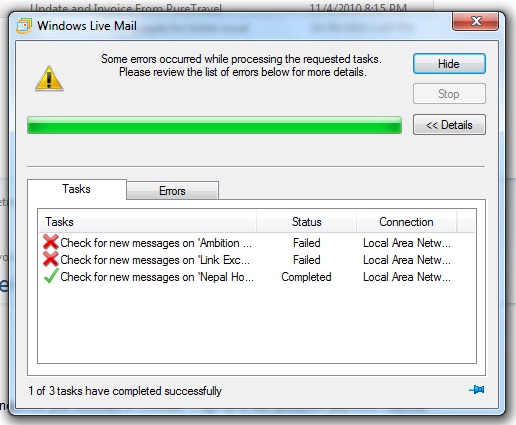 Update and Invoice From PureTravel 11/4/2010 8:15 PM
Windows Live Mail
Some errors occurred while processing the requested tasks.
Please review the list of errors below for more details.
Hide
Stop
<< Details
Tasks Errors
Tasks Status Connection
Check for new messages on 'Ambition ... Failed Local Area Netw...
Check for new messages on 'Link Exc... Failed Local Area Netw...
Check for new messages on 'Nepal Ho... Completed Local Area Netw...
1 of 3 tasks have completed successfully